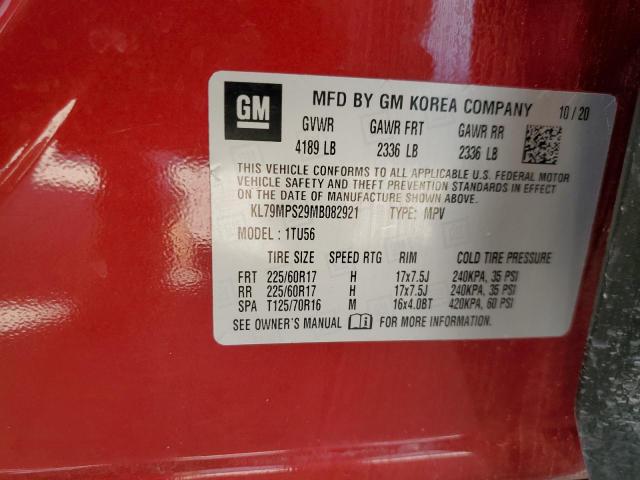 GM MFD BY GM KOREA COMPANY 10 / 20
GVWR GAWR FRT GAWR RR
4189 LB 2336 LB 2336 LB
THIS VEHICLE CONFORMS TO ALL APPLICABLE U.S. FEDERAL MOTOR
VEHICLE SAFETY AND THEFT PREVENTION STANDARDS IN EFFECT
ON THE DATE OF MANUFACTURE SHOWN ABOVE.
KL79MPS29MB082921 TYPE: MPV
MODEL: 1TU56
TIRE SIZE SPEED RTG RIM COLD TIRE PRESSURE
FRT 225/60R17 H 17x7.5J 240KPA, 35 PSI
RR 225/60R17 H 17x7.5J 240KPA, 35 PSI
SPA T125/70R16 M 16x4.0BT 420KPA, 60 PSI
SEE OWNER'S MANUAL i FOR MORE INFORMATION.